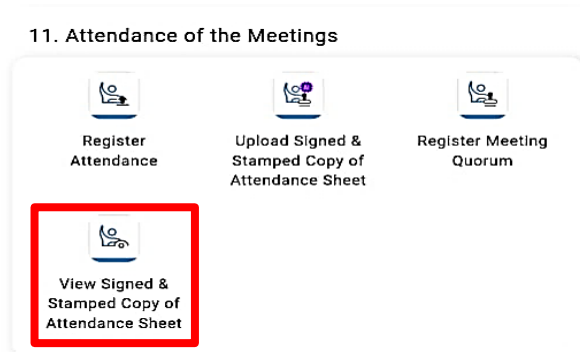 11. Attendance of the Meetings
Register
Attendance
Upload Signed &
Stamped Copy of
Attendance Sheet
Register Meeting
Quorum
View Signed &
Stamped Copy of
Attendance Sheet